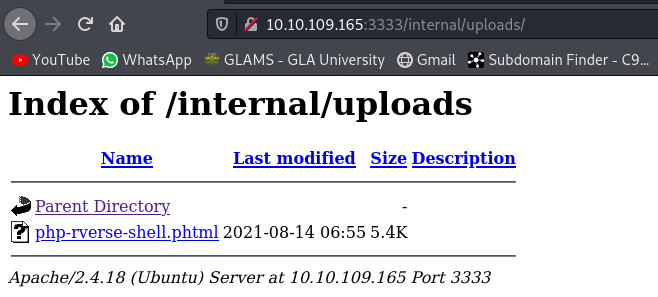 10.10.109.165:3333/internal/uploads/
YouTube WhatsApp GLAMS - GLA University Gmail Subdomain Finder - C9...
Index of /internal/uploads
Name Last modified Size Description
Parent Directory -
php-rverse-shell.phtml 2021-08-14 06:55 5.4K
Apache/2.4.18 (Ubuntu) Server at 10.10.109.165 Port 3333